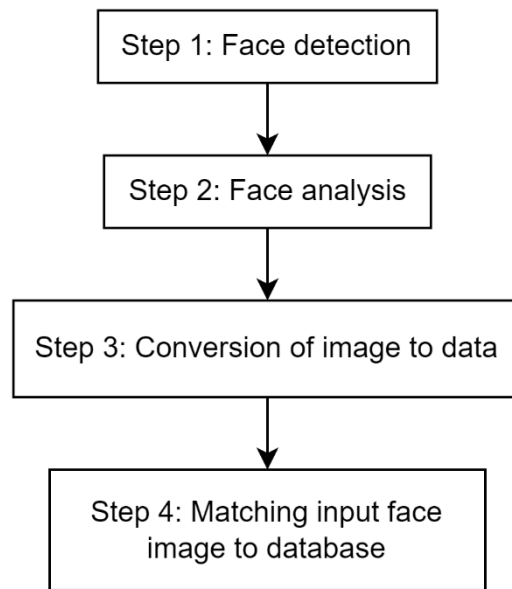 Step 1: Face detection
Step 2: Face analysis
Step 3: Conversion of image to data
Step 4: Matching input face
image to database